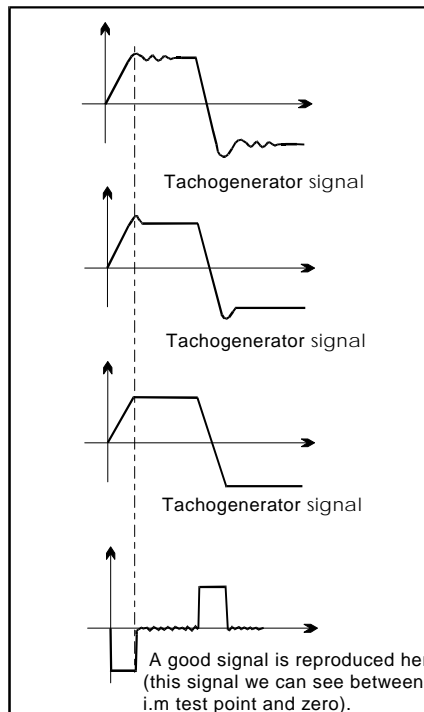 Tachogenerator signal
Tachogenerator signal
Tachogenerator signal
A good signal is reproduced her
(this signal we can see between
i.m test point and zero).